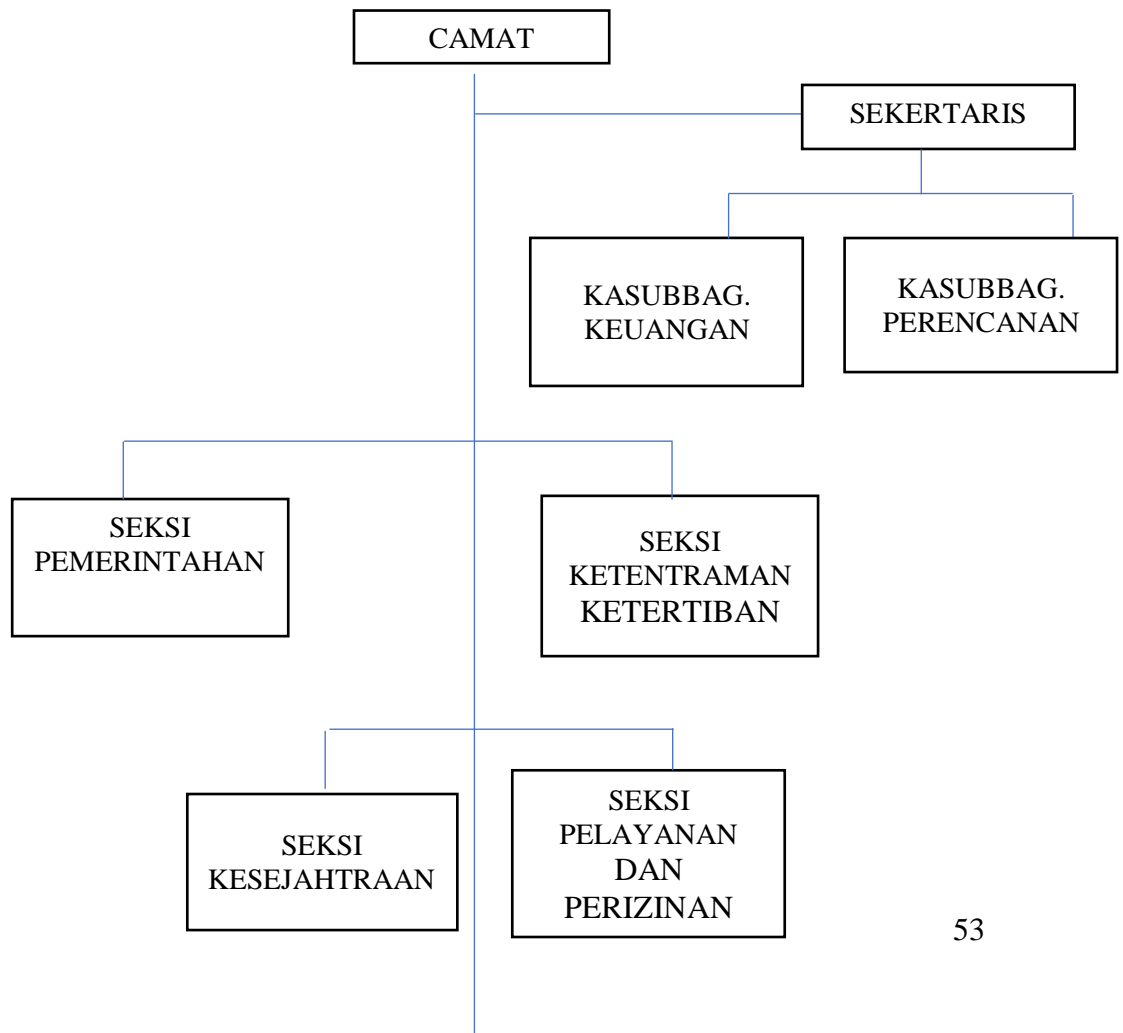 CAMAT
SEKERTARIS
KASUBBAG.
KEUANGAN
KASUBBAG.
PERENCANAN
SEKSI
PEMERINTAHAN
SEKSI
KETENTRAMAN
KETERTIBAN
SEKSI
KESEJAHTRAAN
SEKSI
PELAYANAN
DAN
PERIZINAN
53